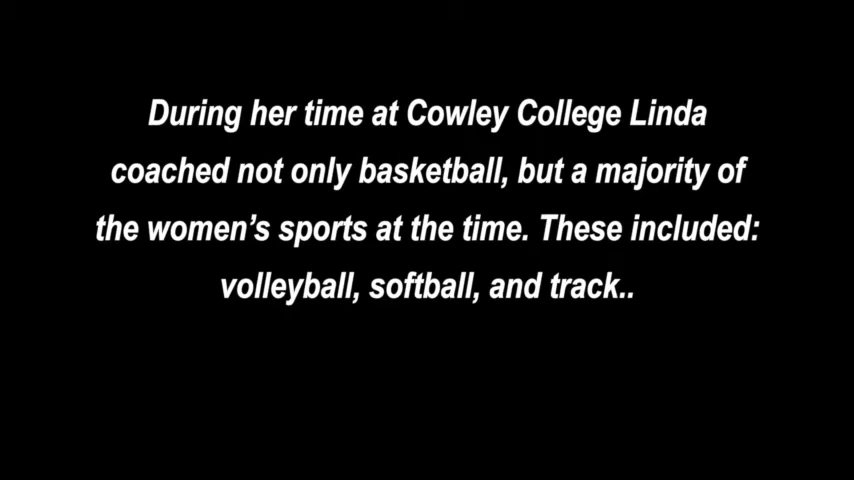 During her time at Cowley College Linda
coached not only basketball, but a majority of
the women’s sports at the time. These included:
volleyball, softball, and track..